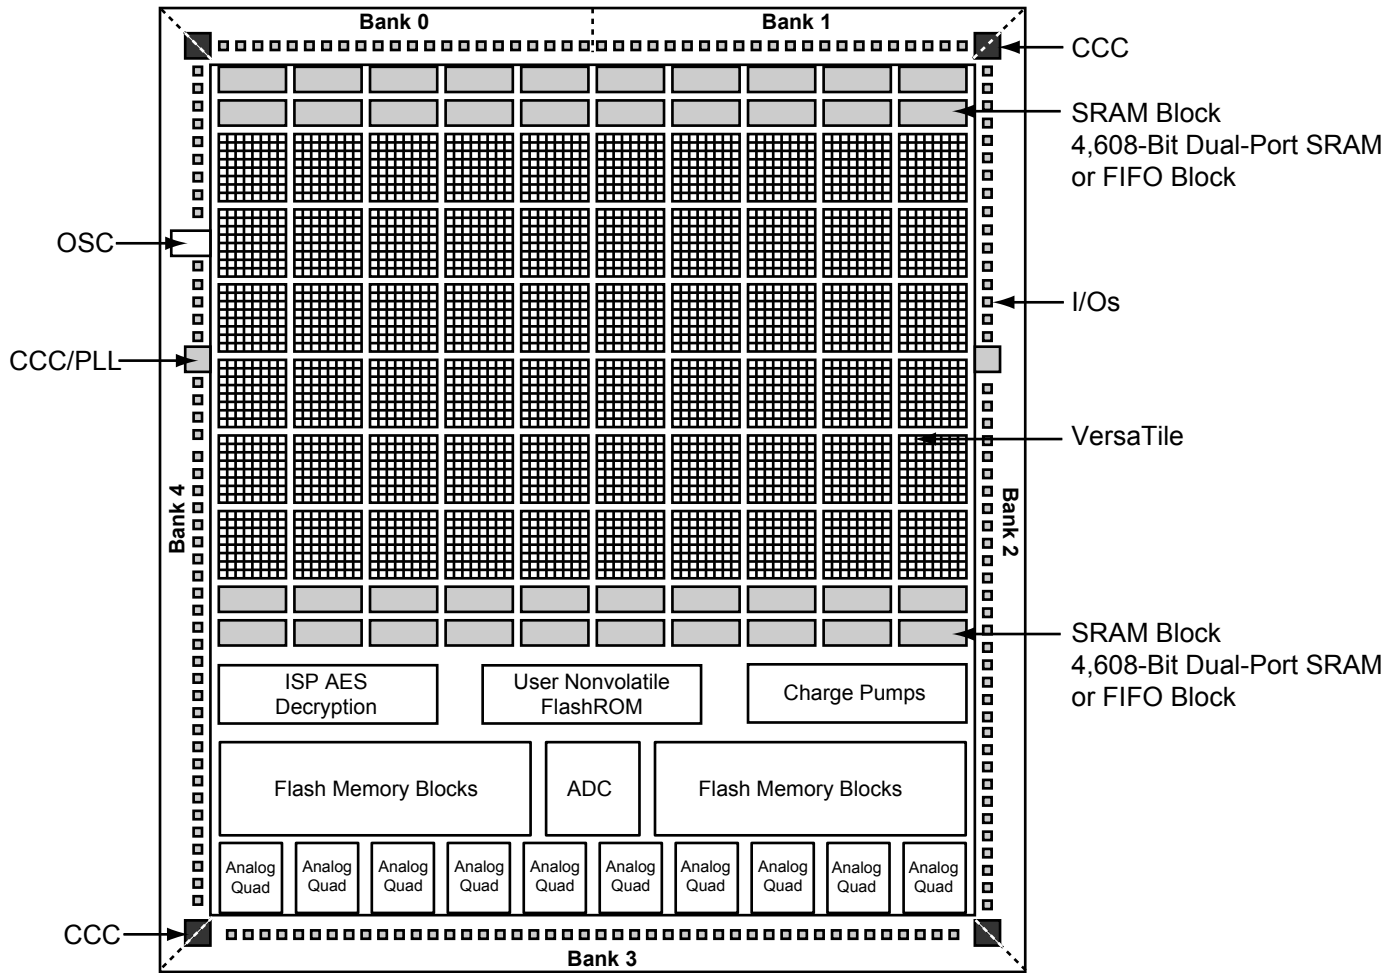 Bank 0
Bank 1
CCC
SRAM Block
4,608-Bit Dual-Port SRAM
or FIFO Block
OSC
I/Os
CCC/PLL
VersaTile
Bank 4
Bank 2
SRAM Block
4,608-Bit Dual-Port SRAM
or FIFO Block
ISP AES
Decryption
User Nonvolatile
FlashROM
Charge Pumps
Flash Memory Blocks
ADC
Flash Memory Blocks
Analog
Quad
Analog
Quad
Analog
Quad
Analog
Quad
Analog
Quad
Analog
Quad
Analog
Quad
Analog
Quad
Analog
Quad
Analog
Quad
CCC
Bank 3